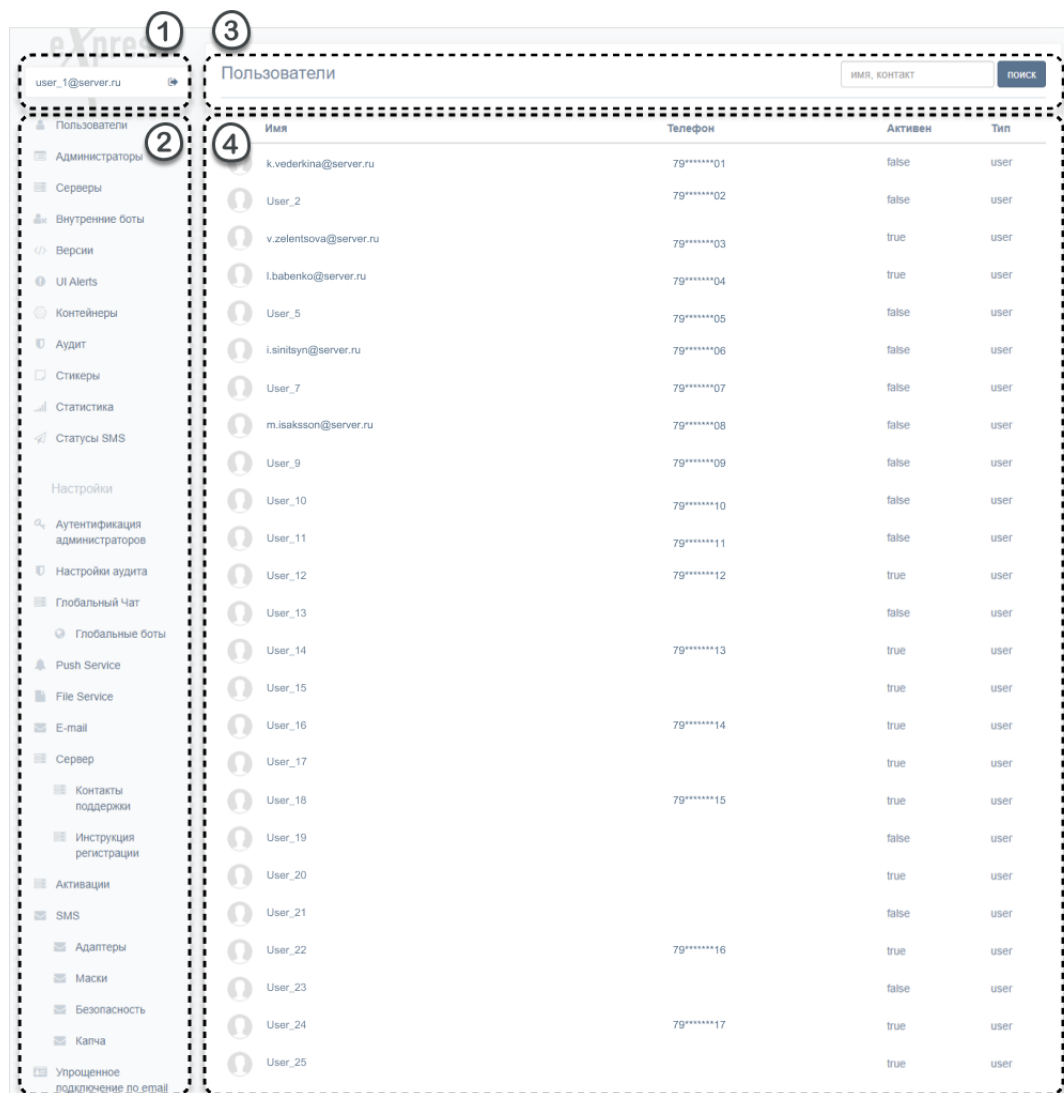 eXpress
1
3
user_1@server.ru
Пользователи
имя, контакт
ПОИСК
2
Пользователи
Администраторы
Серверы
Внутренние боты
Версии
UI Alerts
Контейнеры
Аудит
Стикеры
Статистика
Статусы SMS
Настройки
Аутентификация
администраторов
Настройки аудита
Глобальный Чат
Глобальные боты
Push Service
File Service
E-mail
Сервер
Контакты
поддержки
Инструкция
регистрации
Активации
SMS
Адаптеры
Маски
Безопасность
Капча
Упрощенное
подключение по email
4
Имя Телефон Активен Тип
k.vederkina@server.ru 79*******01 false user
User_2 79*******02 false user
v.zelentsova@server.ru 79*******03 true user
l.babenko@server.ru 79*******04 true user
User_5 79*******05 false user
i.sinitsyn@server.ru 79*******06 false user
User_7 79*******07 false user
m.isaksson@server.ru 79*******08 false user
User_9 79*******09 false user
User_10 79*******10 false user
User_11 79*******11 false user
User_12 79*******12 true user
User_13 false user
User_14 79*******13 true user
User_15 true user
User_16 79*******14 true user
User_17 true user
User_18 79*******15 true user
User_19 false user
User_20 true user
User_21 false user
User_22 79*******16 true user
User_23 false user
User_24 79*******17 true user
User_25 true user